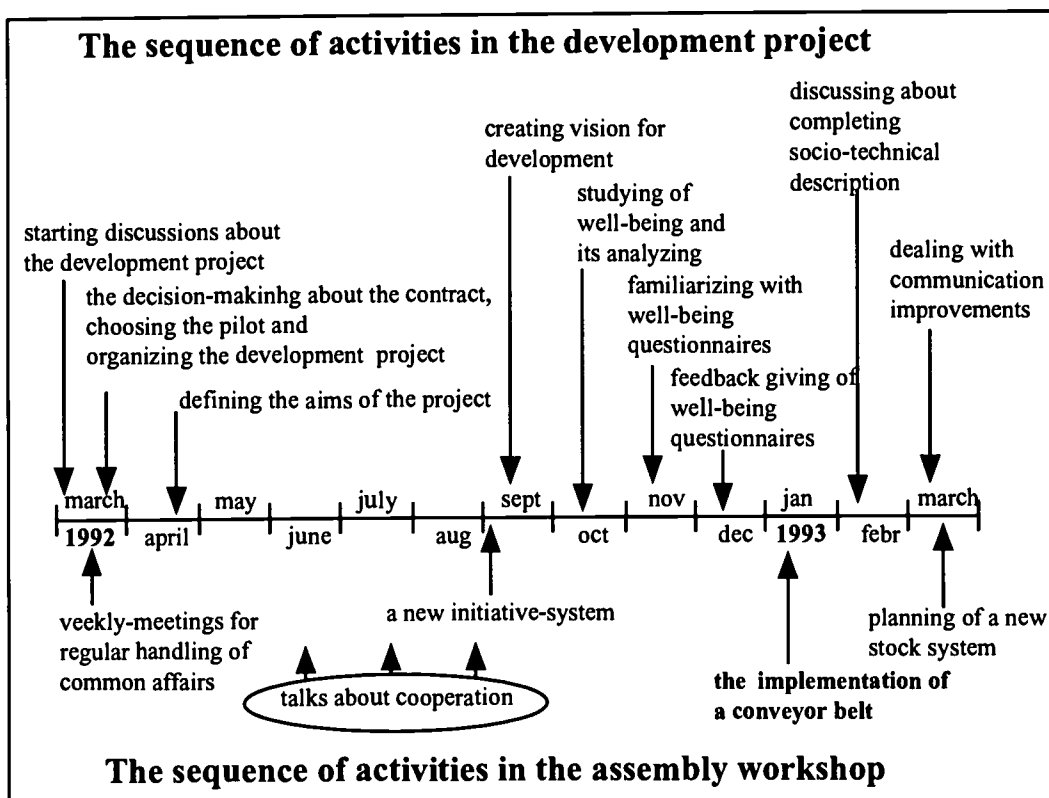 The sequence of activities in the development project
discussing about
completing
socio-technical
description
creating vision for
development
studying of
well-being and
its analyzing
starting discussions about
the development project
dealing with
communication
improvements
the decision-makinhg about the contract,
choosing the pilot and
organizing the development project
familiarizing with
well-being
questionnaires
defining the aims of the project
feedback giving of
well-being
questionnaires
march
may
july
sept
nov
jan
march
1992
april
june
aug
oct
dec
1993
febr
veekly-meetings for
regular handling of
common affairs
a new initiative-system
talks about cooperation
planning of a new
stock system
the implementation of
a conveyor belt
The sequence of activities in the assembly workshop